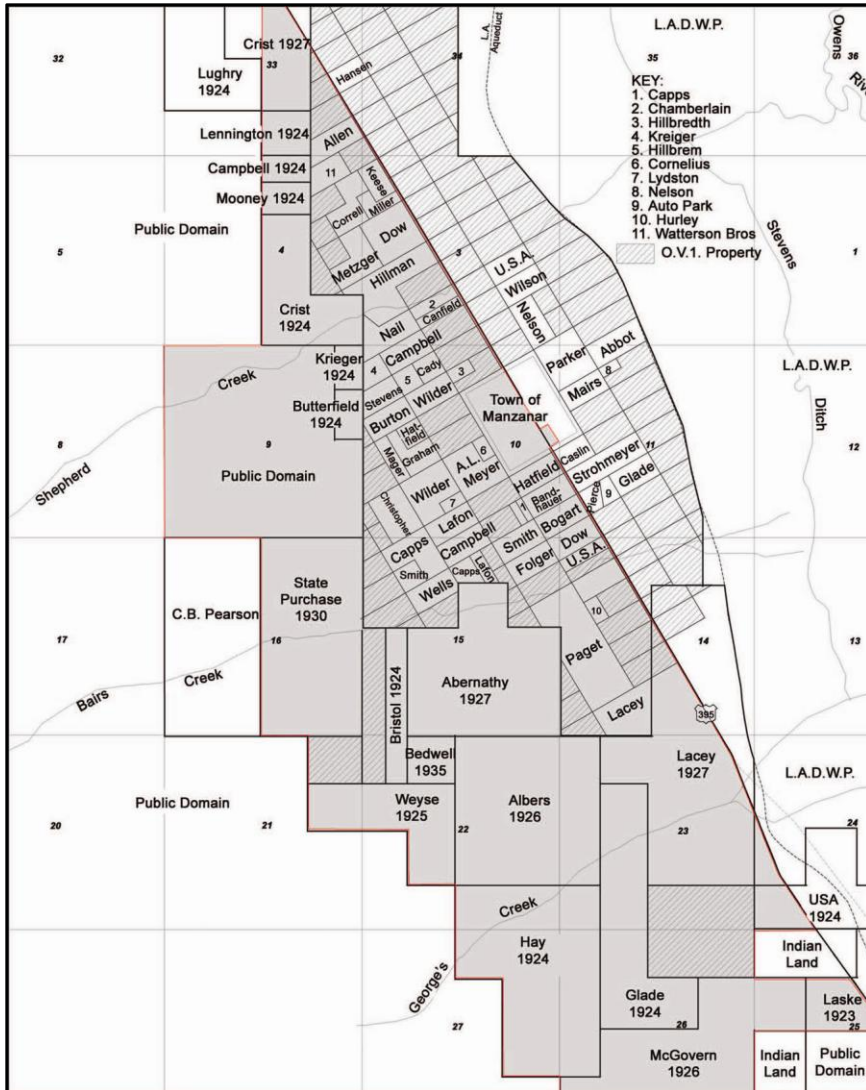 32
Crist 1927
33
Lughry
1924
Hansen
34
L.A.
Aqueduct
L.A.D.W.P.
35
Owens
36
KEY:
1. Capps
2. Chamberlain
3. Hillbredth
4. Kreiger
5. Hillbrem
6. Cornelius
7. Lydston
8. Nelson
9. Auto Park
10. Hurley
11. Watterson Bros
O.V.1. Property
Lennington 1924
Allen
Campbell 1924
11
Keese
Mooney 1924
Correll
Miller
Public Domain
5
4
Dow
Metzger
Hillman
3
1
Stevens
Ditch
U.S.A.
Wilson
Nelson
Crist
1924
2
Canfield
Nail
Campbell
Krieger
1924
4
5
Cady
3
Stevens
Parker
Abbot
Mairs
8
L.A.D.W.P.
Butterfield
1924
Burton
Wilder
Town of
Manzanar
10
Creek
Shepherd
8
9
Public Domain
Hat-
field
Mager
Graham
A.L.
Meyer
6
Wilder
7
Hatfield
Caslin
Strohmeyer
11
12
Pierce
9
Glade
Christopher
Lafon
1
Band-
hauer
Capps
Campbell
Smith
Bogart
Folger
Dow
U.S.A.
Smith
Capps
Lafon
Wells
C.B. Pearson
State
Purchase
1930
17
16
15
10
14
13
Paget
Bairs
Creek
Bristol 1924
Abernathy
1927
Lacey
395
Bedwell
1935
Lacey
1927
L.A.D.W.P.
Public Domain
Weyse
1925
Albers
1926
20
21
22
23
24
USA
1924
Creek
George's
Hay
1924
Indian
Land
Glade
1924
Laske
1923
27
26
25
McGovern
1926
Indian
Land
Public
Domain